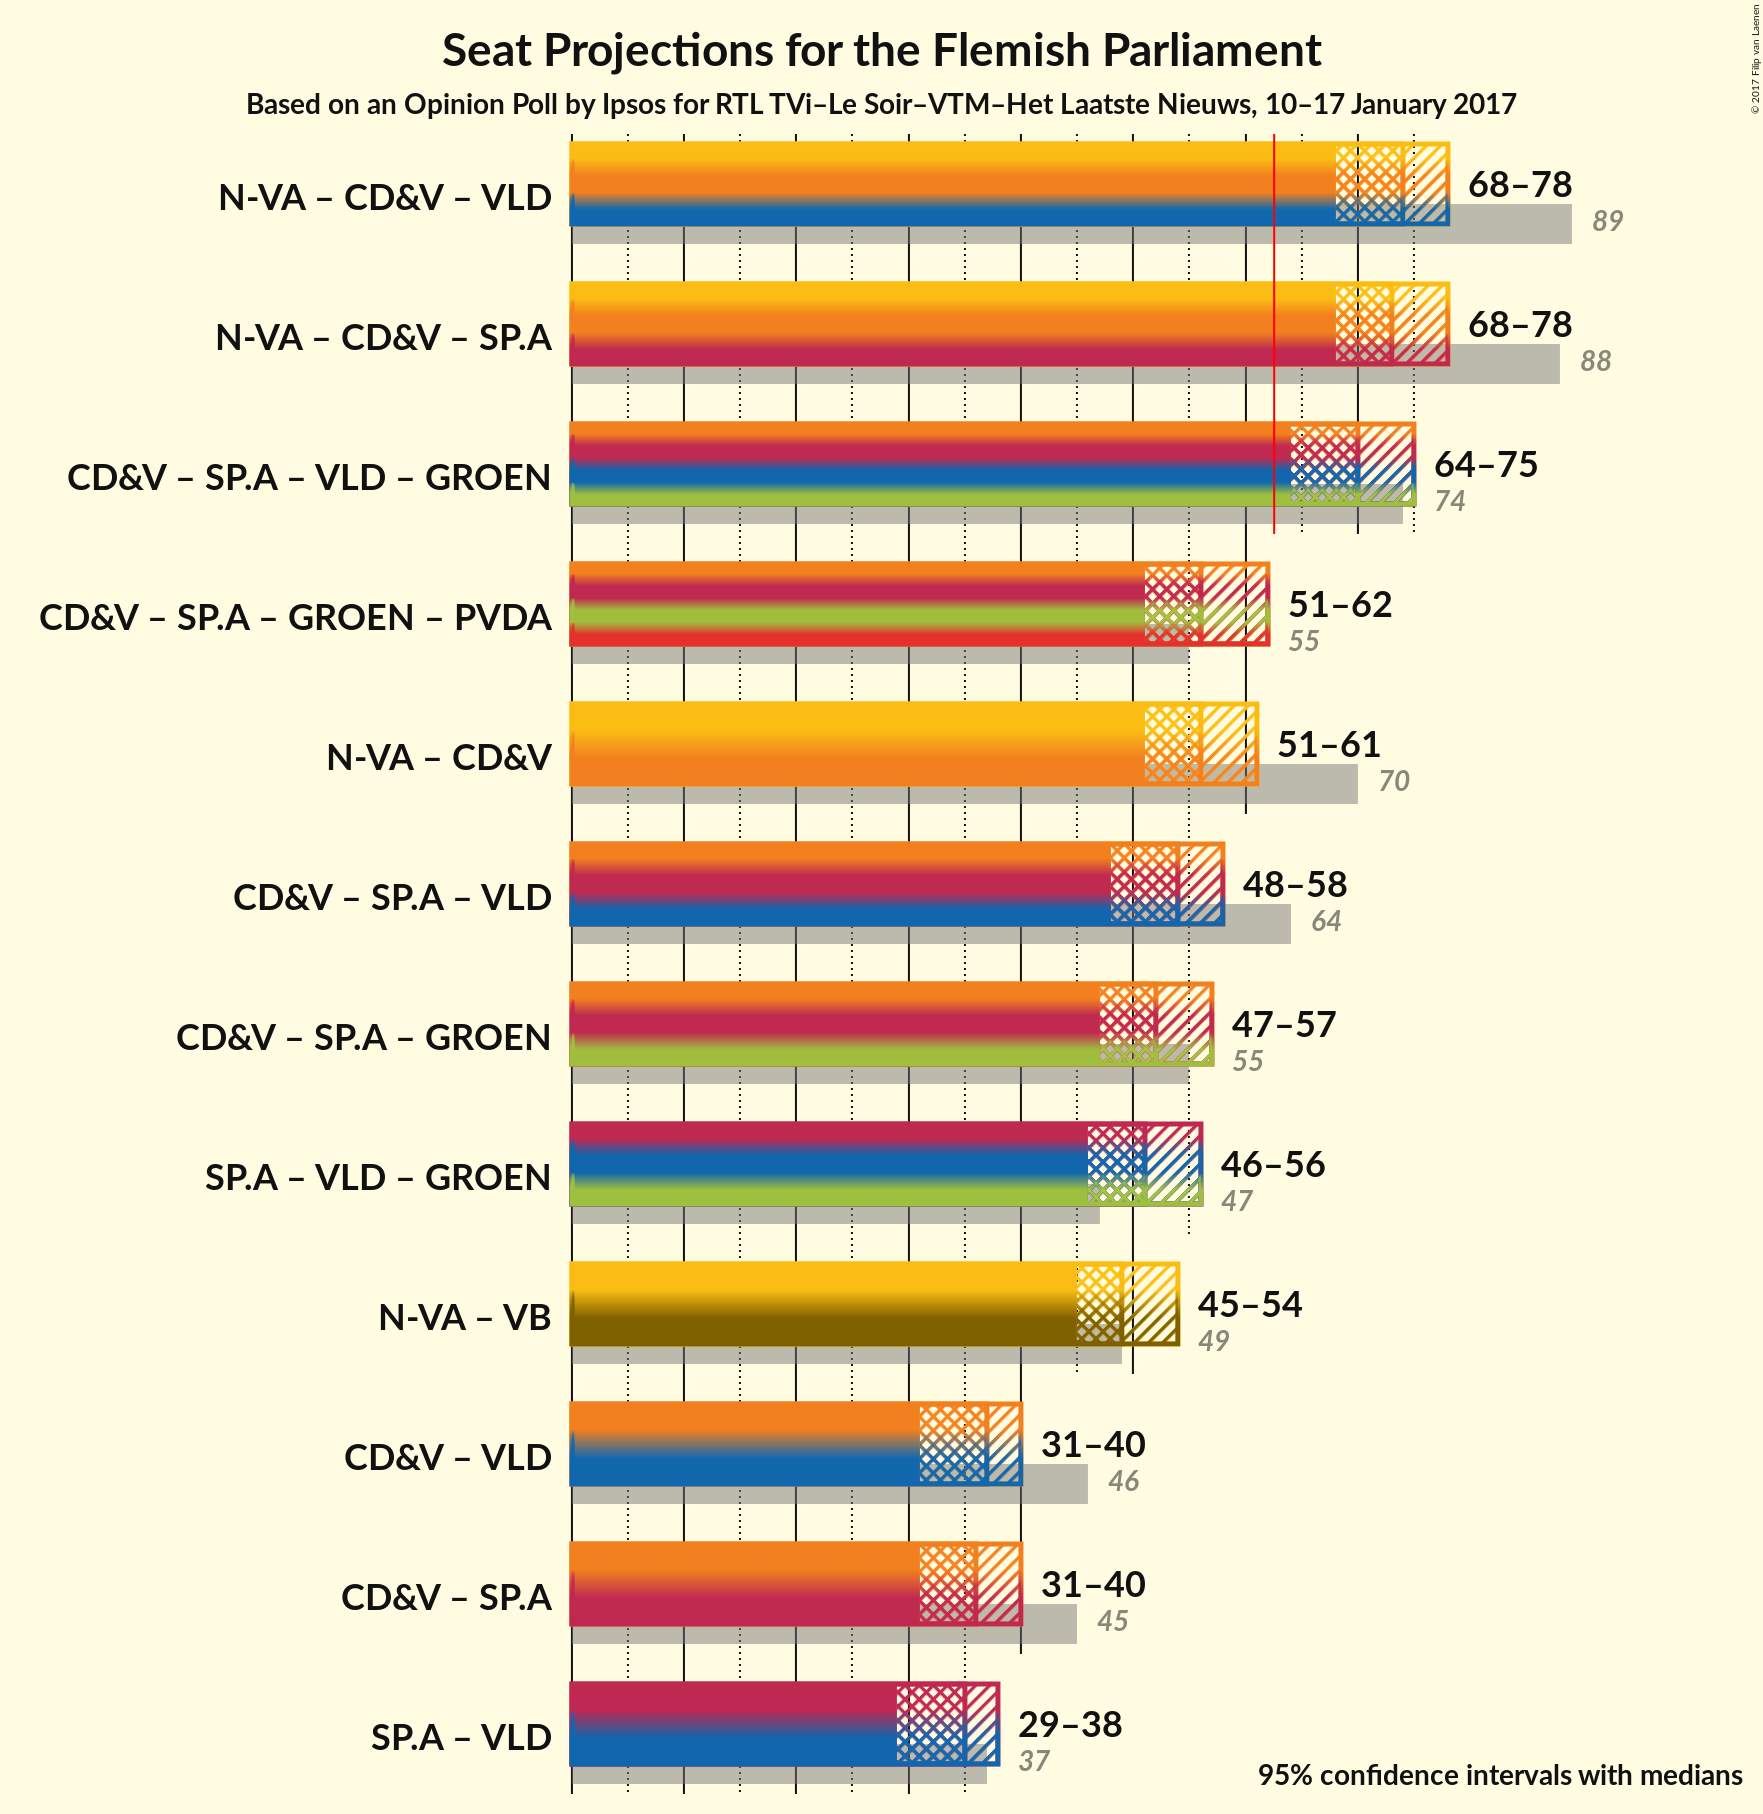 © 2017 Filip van Laenen
Seat Projections for the Flemish Parliament
Based on an Opinion Poll by Ipsos for RTL TVi–Le Soir–VTM–Het Laatste Nieuws, 10–17 January 2017
N-VA – CD&V – VLD
68–78
89
N-VA – CD&V – SP.A
68–78
88
CD&V – SP.A – VLD – GROEN
64–75
74
CD&V – SP.A – GROEN – PVDA
51–62
55
N-VA – CD&V
51–61
70
CD&V – SP.A – VLD
48–58
64
CD&V – SP.A – GROEN
47–57
55
SP.A – VLD – GROEN
46–56
47
N-VA – VB
45–54
49
CD&V – VLD
31–40
46
CD&V – SP.A
31–40
45
SP.A – VLD
29–38
37
95% confidence intervals with medians